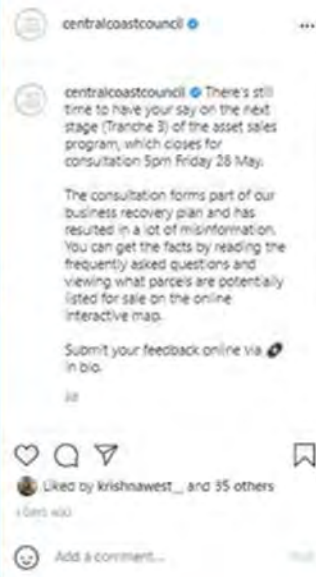 centralcoastcouncil
centralcoastcouncil There's still
time to have your say on the next
stage (Tranche 3) of the asset sales
program, which closes for
consultation 5pm Friday 28 May.
The consultation forms part of our
business recovery plan and has
resulted in a lot of misinformation.
You can get the facts by reading the
frequently asked questions and
viewing what parcels are potentially
listed for sale on the online
interactive map.
Submit your feedback online via
in bio.
Liked by krishnawest_ and 35 others
DAYS AGO
Add a comment...